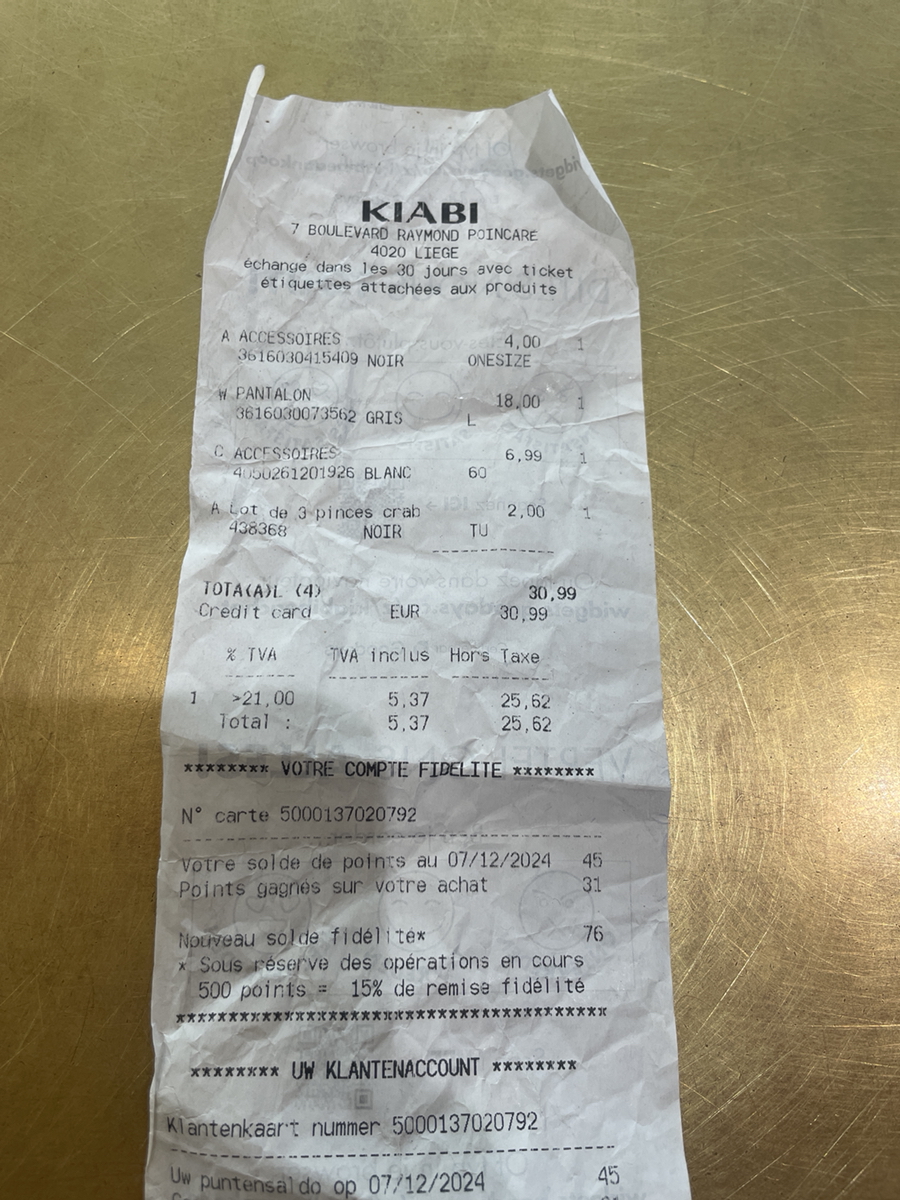 KIABI
7 BOULEVARD RAYMOND POINCARE
4020 LIEGE
échange dans les 30 jours avec ticket
étiquettes attachées aux produits
A ACCESSOIRES 4,00 1
3616030415409 NOIR ONESIZE
W PANTALON 18,00 1
3616030073562 GRIS L
C ACCESSOIRES 6,99 1
4050261201926 BLANC 60
A Lot de 3 pinces crab 2,00 1
438368 NOIR TU
TOTA(A)L (4) 30,99
Credit card EUR 30,99
% TVA TVA inclus Hors Taxe
1 >21,00 5,37 25,62
Total : 5,37 25,62
******** VOTRE COMPTE FIDELITE ********
N° carte 5000137020792
Votre solde de points au 07/12/2024 45
Points gagnés sur votre achat 31
Nouveau solde fidélité* 76
* Sous réserve des opérations en cours
500 points = 15% de remise fidélité
******** UW KLANTENACCOUNT ********
Klantenkaart nummer 5000137020792
Uw puntensaldo op 07/12/2024 45